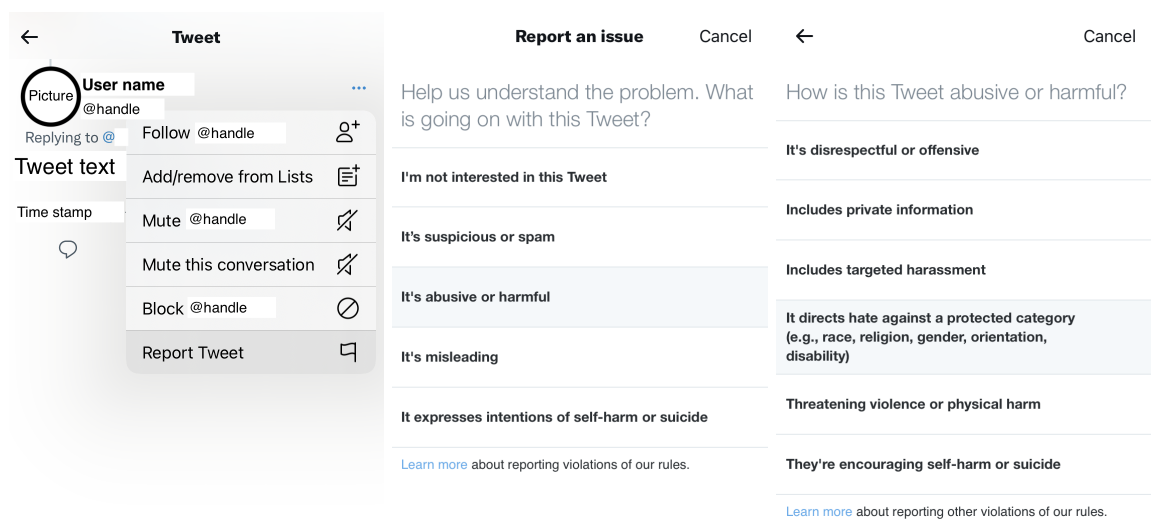 Tweet
Picture
User name
@handle
Replying to @
Tweet text
Time stamp
Follow @handle
Add/remove from Lists
Mute @handle
Mute this conversation
Block @handle
Report Tweet
Report an issue
Cancel
Help us understand the problem. What
is going on with this Tweet?
I'm not interested in this Tweet
It's suspicious or spam
It's abusive or harmful
It's misleading
It expresses intentions of self-harm or suicide
Learn more about reporting violations of our rules.
Cancel
How is this Tweet abusive or harmful?
It's disrespectful or offensive
Includes private information
Includes targeted harassment
It directs hate against a protected category
(e.g., race, religion, gender, orientation,
disability)
Threatening violence or physical harm
They're encouraging self-harm or suicide
Learn more about reporting other violations of our rules.